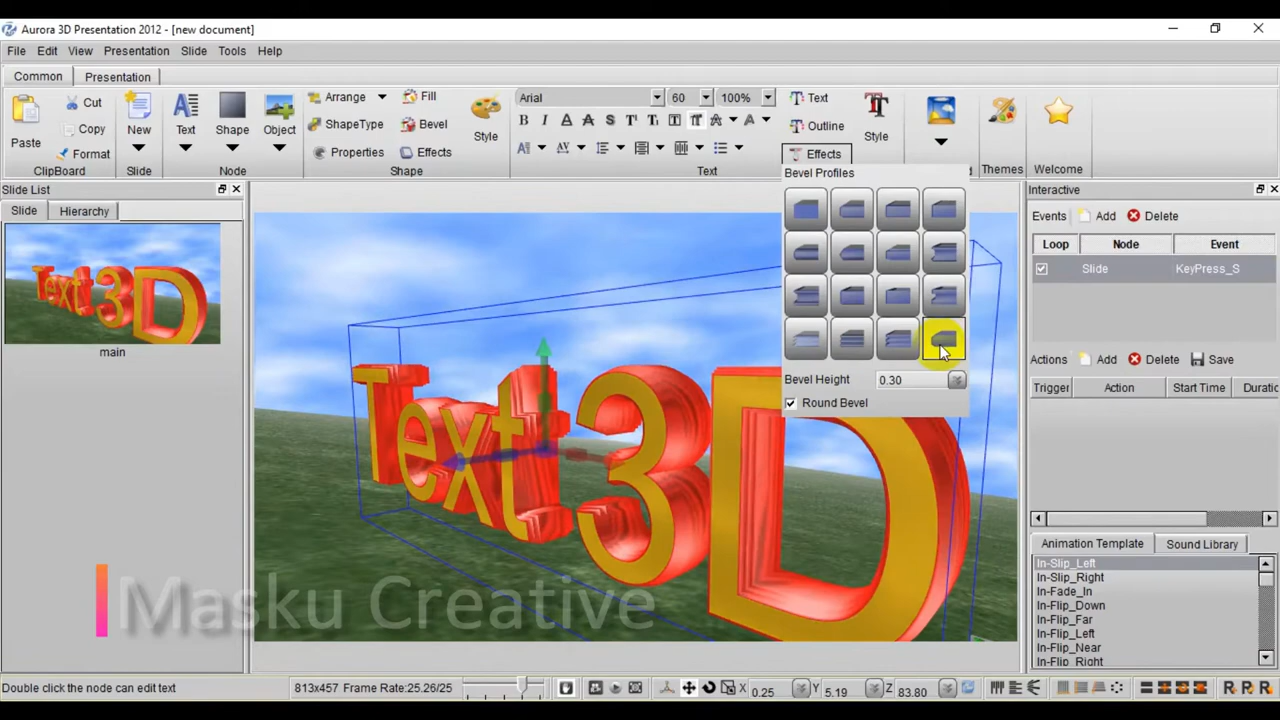 Aurora 3D Presentation 2012 - [new document]
File Edit View Presentation Slide Tools Help
Common Presentation
Cut
Copy
Format
Paste
ClipBoard
New
Slide
Text Shape Object
Node
Arrange
ShapeType
Properties
Fill
Bevel
Effects
Style
Shape
Arial 60 100%
Text
Outline
Effects
Style
Text
Themes
Welcome
Bevel Profiles
Bevel Height 0.30
Round Bevel
Slide List
Slide Hierarchy
Text 3D
main
Text 3D
Masku Creative
Interactive
Events Add Delete
Loop Node Event
Slide KeyPress_S
Actions Add Delete Save
Trigger Action Start Time Duratio
Animation Template Sound Library
In-Slip_Left
In-Slip_Right
In-Fade_In
In-Flip_Down
In-Flip_Far
In-Flip_Left
In-Flip_Near
In-Flip_Right
Double click the node can edit text 813x457 Frame Rate:25.26/25 X 0.25 Y 5.19 Z 83.80